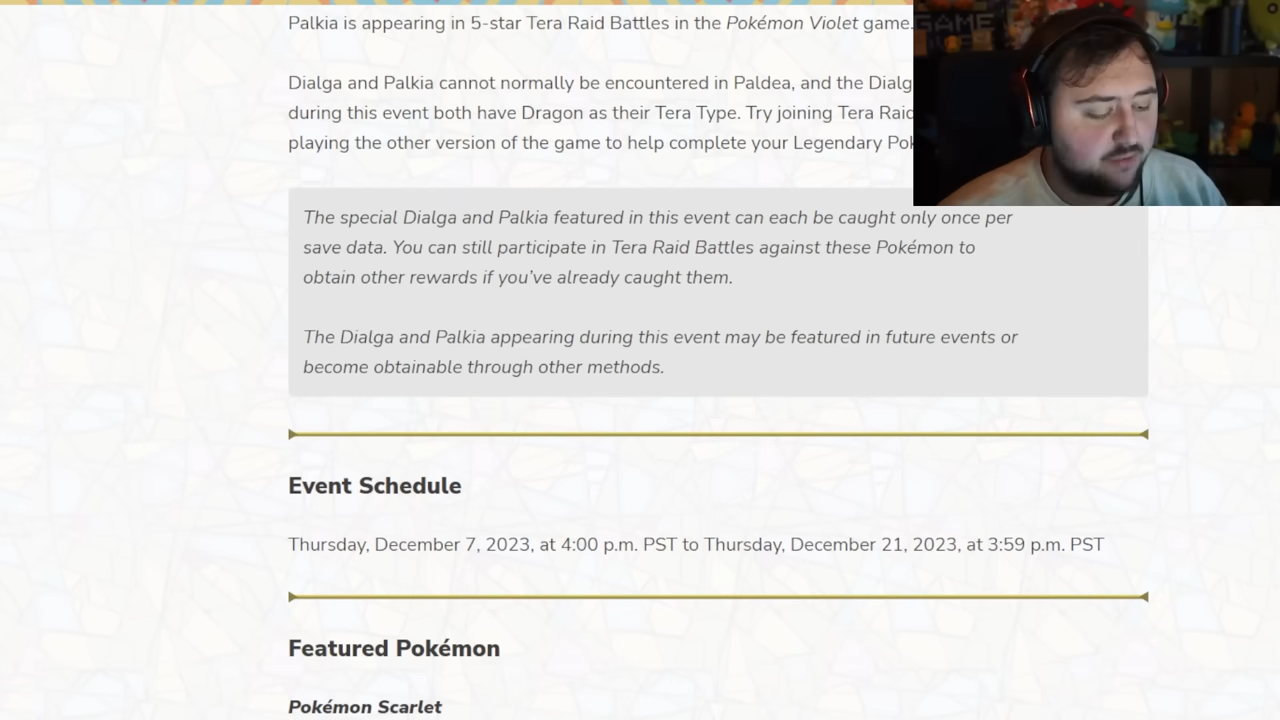 Palkia is appearing in 5-star Tera Raid Battles in the Pokémon Violet game.
GAME
Dialga and Palkia cannot normally be encountered in Paldea, and the
during this event both have Dragon as their Tera Type. Try joining Tera
playing the other version of the game to help complete your Legendary
The special Dialga and Palkia featured in this event can each be caught only once per
save data. You can still participate in Tera Raid Battles against these Pokémon to
obtain other rewards if you’ve already caught them.
The Dialga and Palkia appearing during this event may be featured in future events or
become obtainable through other methods.
Event Schedule
Thursday, December 7, 2023, at 4:00 p.m. PST to Thursday, December 21, 2023, at 3:59 p.m. PST
Featured Pokémon
Pokémon Scarlet